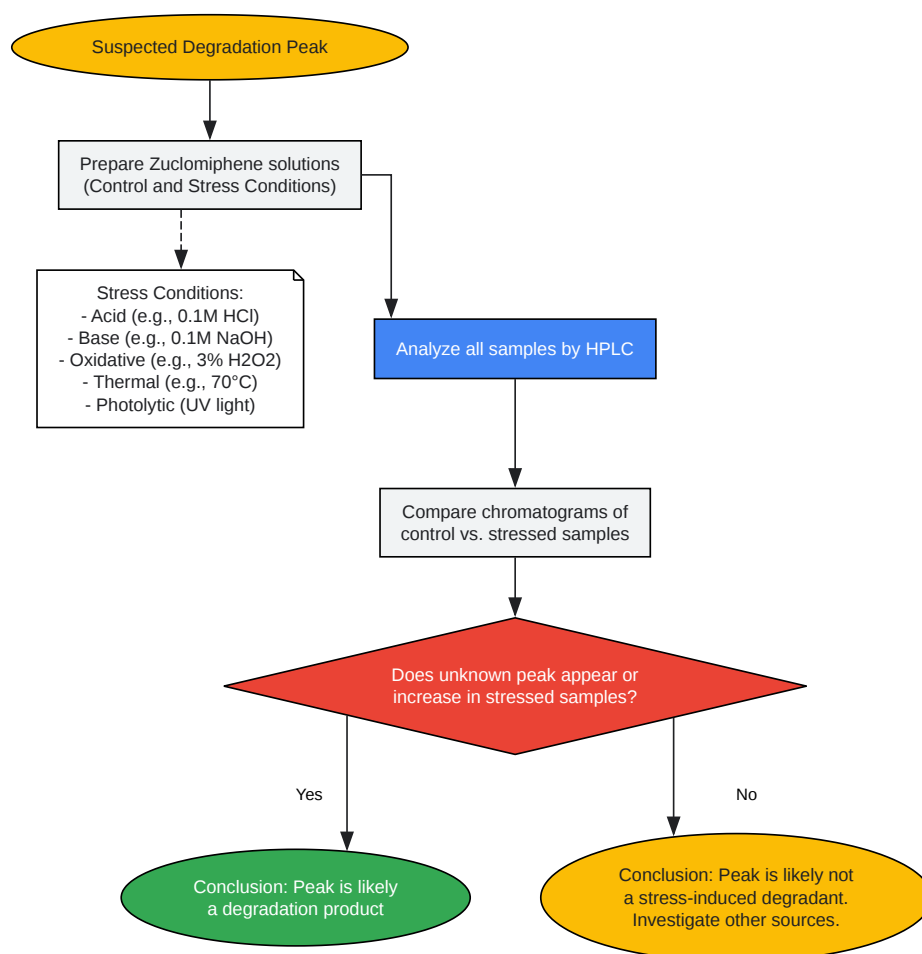 Suspected Degradation Peak
Prepare Zuclomiphene solutions
(Control and Stress Conditions)
Stress Conditions:
- Acid (e.g., 0.1M HCl)
- Base (e.g., 0.1M NaOH)
- Oxidative (e.g., 3% H2O2)
- Thermal (e.g., 70°C)
- Photolytic (UV light)
Analyze all samples by HPLC
Compare chromatograms of
control vs. stressed samples
Does unknown peak appear or
increase in stressed samples?
Yes
No
Conclusion: Peak is likely
a degradation product
Conclusion: Peak is likely not
a stress-induced degradant.
Investigate other sources.